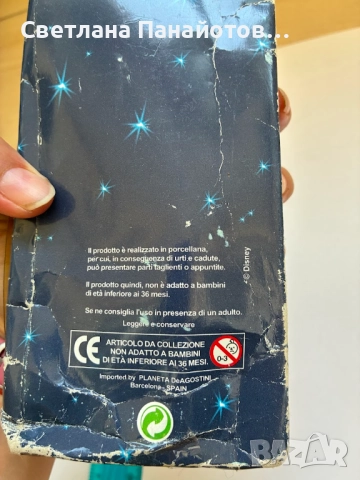 Светлана Панайотов...
Il prodotto è realizzato in porcellana,
per cui, in conseguenza di urti e cadute,
può presentare parti taglienti o appuntite.
Il prodotto quindi, non è adatto a bambini
di età inferiore ai 36 mesi.
Se ne consiglia l'uso in presenza di un adulto.
Leggere e conservare
© Disney
CE
ARTICOLO DA COLLEZIONE
NON ADATTO A BAMBINI
DI ETÀ INFERIORE AI 36 MESI.
0-3
Imported by PLANETA DeAGOSTINI
Barcelona - SPAIN
BAZAR